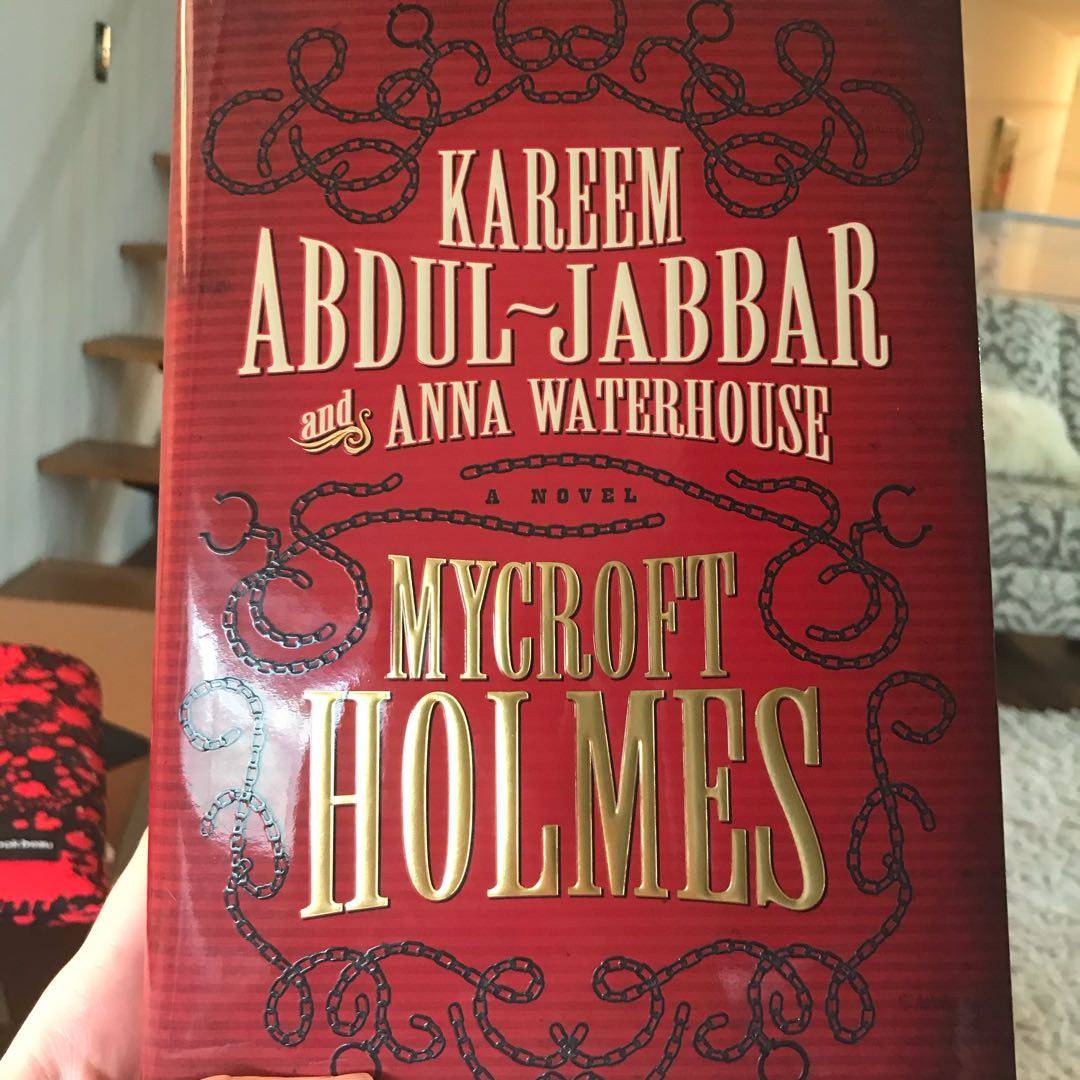 KAREEM
ABDUL~JABBAR
and ANNA WATERHOUSE
A NOVEL
MYCROFT
HOLMES